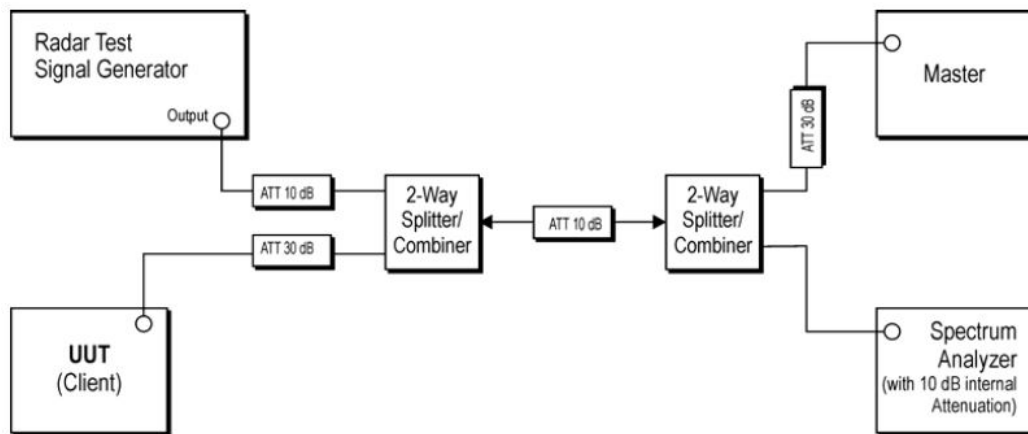 Radar Test
Signal Generator
Output
ATT 10 dB
ATT 30 dB
UUT
(Client)
2-Way
Splitter/
Combiner
ATT 10 dB
2-Way
Splitter/
Combiner
ATT 30 dB
Master
Spectrum
Analyzer
(with 10 dB internal
Attenuation)